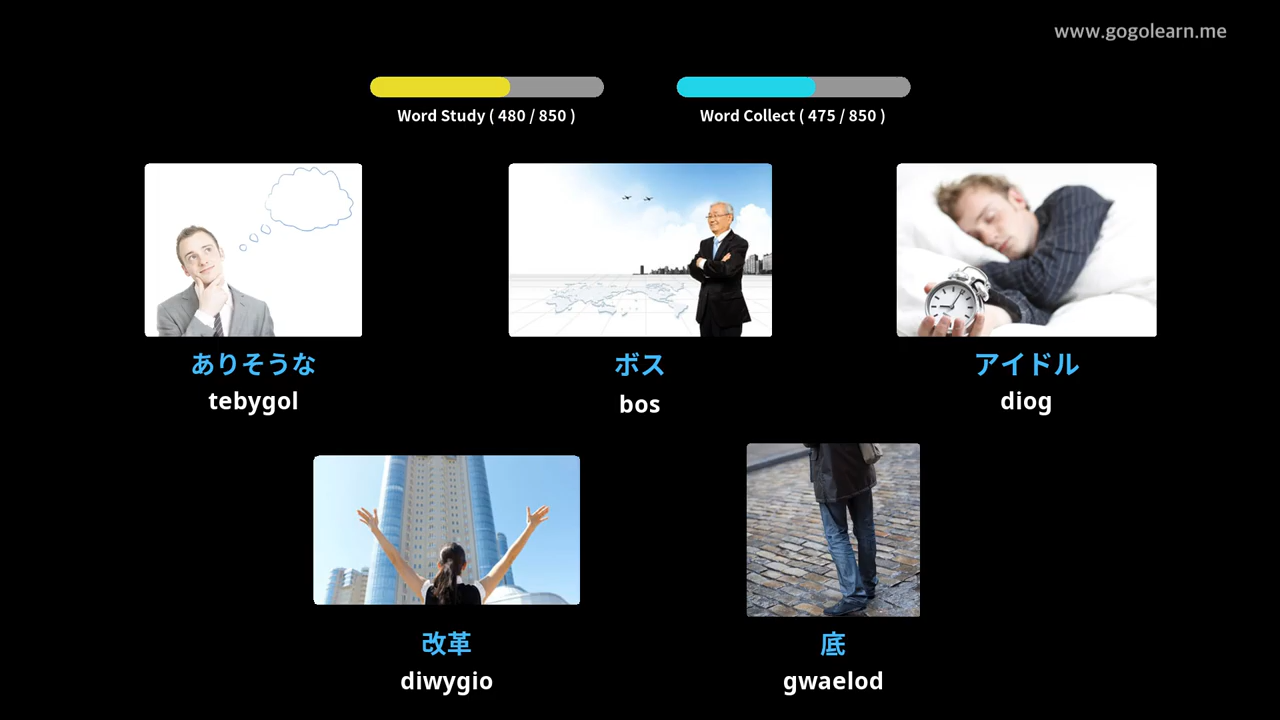 www.gogolearn.me
Word Study ( 480 / 850 )
Word Collect ( 475 / 850 )
ありそうな
tebygol
ボス
bos
アイドル
diog
改革
diwygio
底
gwaelod